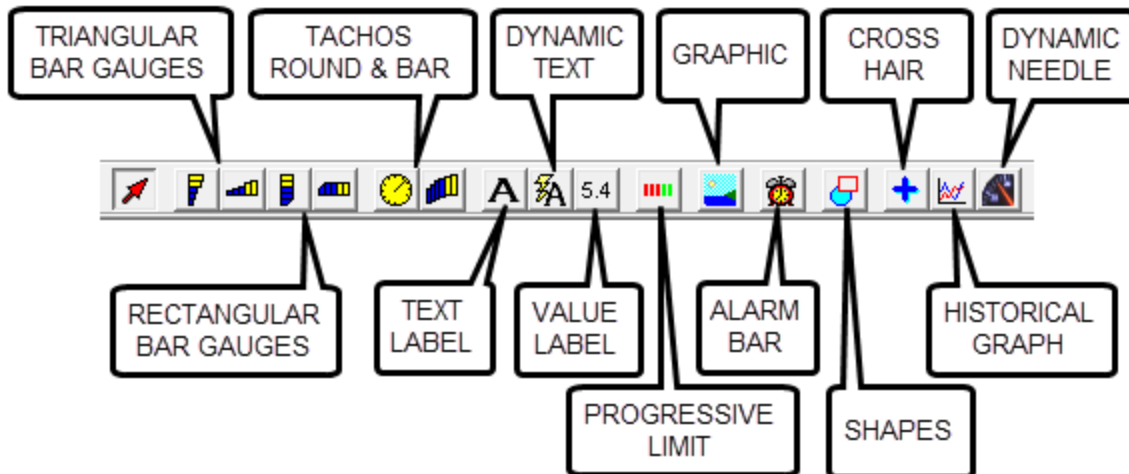 TRIANGULAR
BAR GAUGES
TACHOS
ROUND & BAR
DYNAMIC
TEXT
GRAPHIC
CROSS
HAIR
DYNAMIC
NEEDLE
A
A
5.4
RECTANGULAR
BAR GAUGES
TEXT
LABEL
VALUE
LABEL
ALARM
BAR
HISTORICAL
GRAPH
PROGRESSIVE
LIMIT
SHAPES